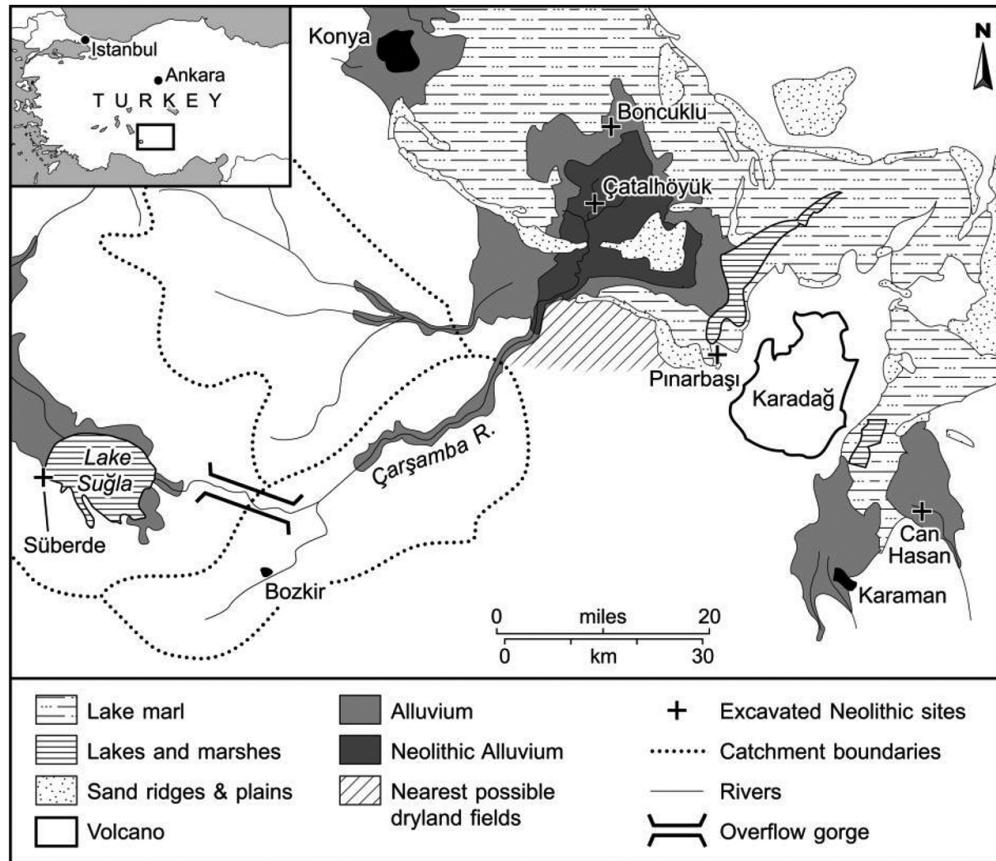 Istanbul
Ankara
TURKEY
Konya
N
Boncuklu
Çatalhöyük
Pınarbaşı
Karadağ
Çarşamba R.
Lake
Suğla
Süberde
Bozkir
Can
Hasan
Karaman
0 miles 20
0 km 30
Lake marl
Lakes and marshes
Sand ridges & plains
Volcano
Alluvium
Neolithic Alluvium
Nearest possible
dryland fields
Excavated Neolithic sites
Catchment boundaries
Rivers
Overflow gorge